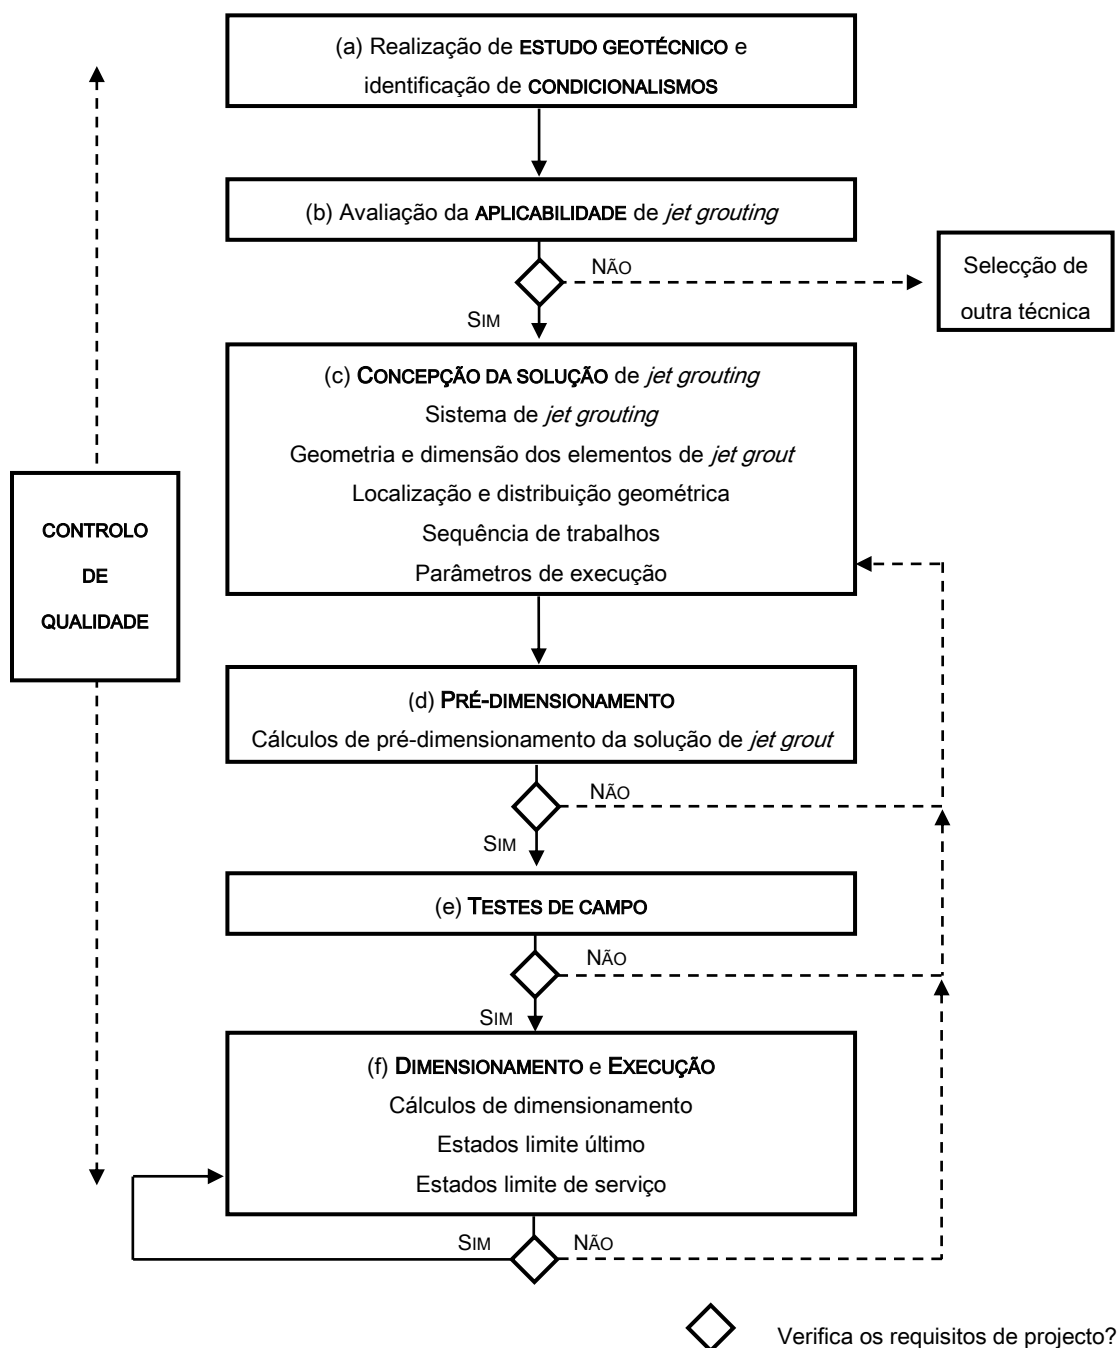 (a) Realização de ESTUDO GEOTÉCNICO e
identificação de CONDICIONALISMOS
(b) Avaliação da APLICABILIDADE de jet grouting
NÃO
SIM
Selecção de
outra técnica
(c) CONCEPÇÃO DA SOLUÇÃO de jet grouting
Sistema de jet grouting
Geometria e dimensão dos elementos de jet grout
Localização e distribuição geométrica
Sequência de trabalhos
Parâmetros de execução
CONTROLO
DE
QUALIDADE
(d) PRÉ-DIMENSIONAMENTO
Cálculos de pré-dimensionamento da solução de jet grout
NÃO
SIM
(e) TESTES DE CAMPO
NÃO
SIM
(f) DIMENSIONAMENTO e EXECUÇÃO
Cálculos de dimensionamento
Estados limite último
Estados limite de serviço
SIM
NÃO
Verifica os requisitos de projecto?